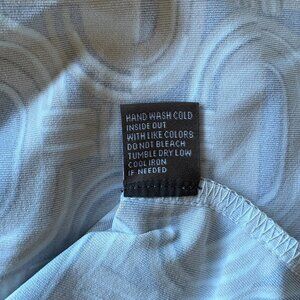 HAND WASH COLD
INSIDE OUT
WITH LIKE COLORS
DO NOT BLEACH
TUMBLE DRY LOW
COOL IRON
IF NEEDED